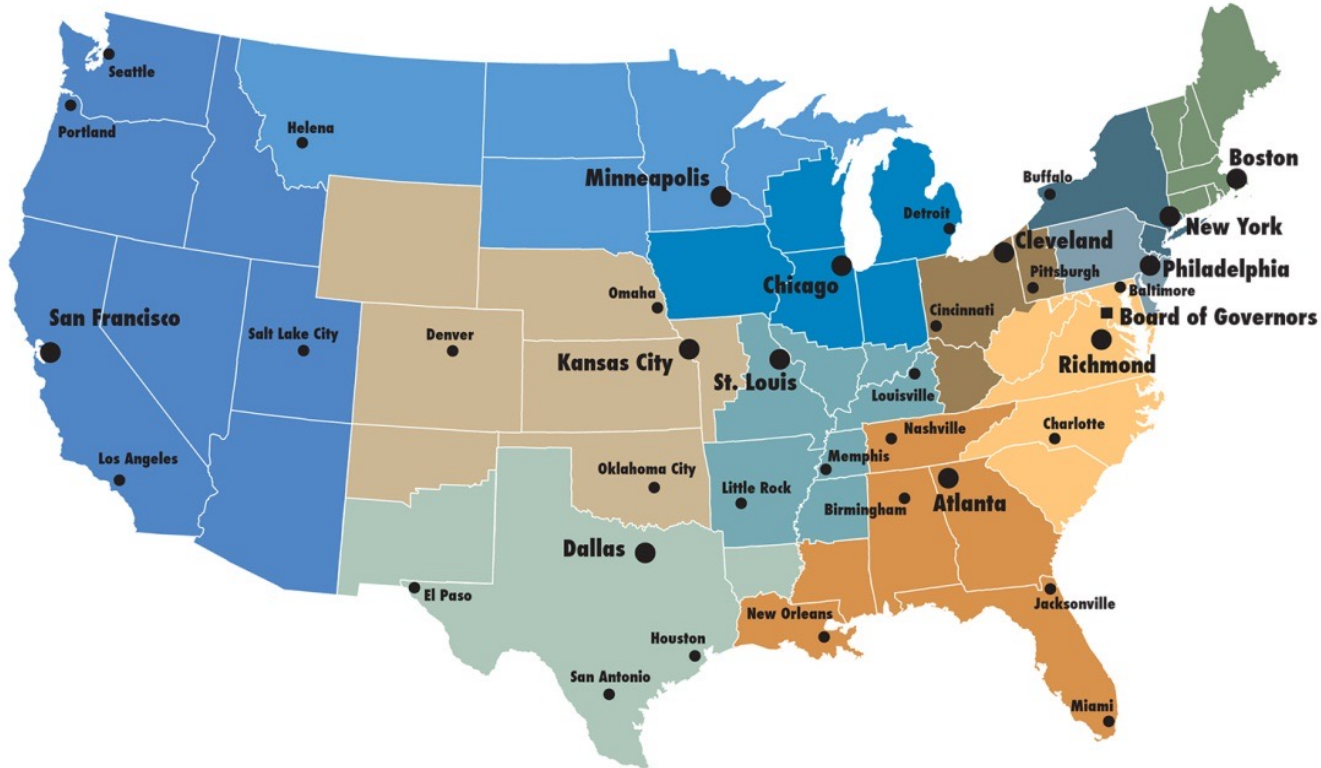 Seattle
Portland
Helena
Minneapolis
Buffalo
Boston
Detroit
New York
Cleveland
Chicago
Pittsburgh
Philadelphia
Omaha
Baltimore
Cincinnati
Board of Governors
San Francisco
Salt Lake City
Denver
Kansas City
St. Louis
Louisville
Richmond
Los Angeles
Oklahoma City
Little Rock
Memphis
Nashville
Charlotte
Birmingham
Atlanta
Dallas
El Paso
New Orleans
Jacksonville
Houston
San Antonio
Miami